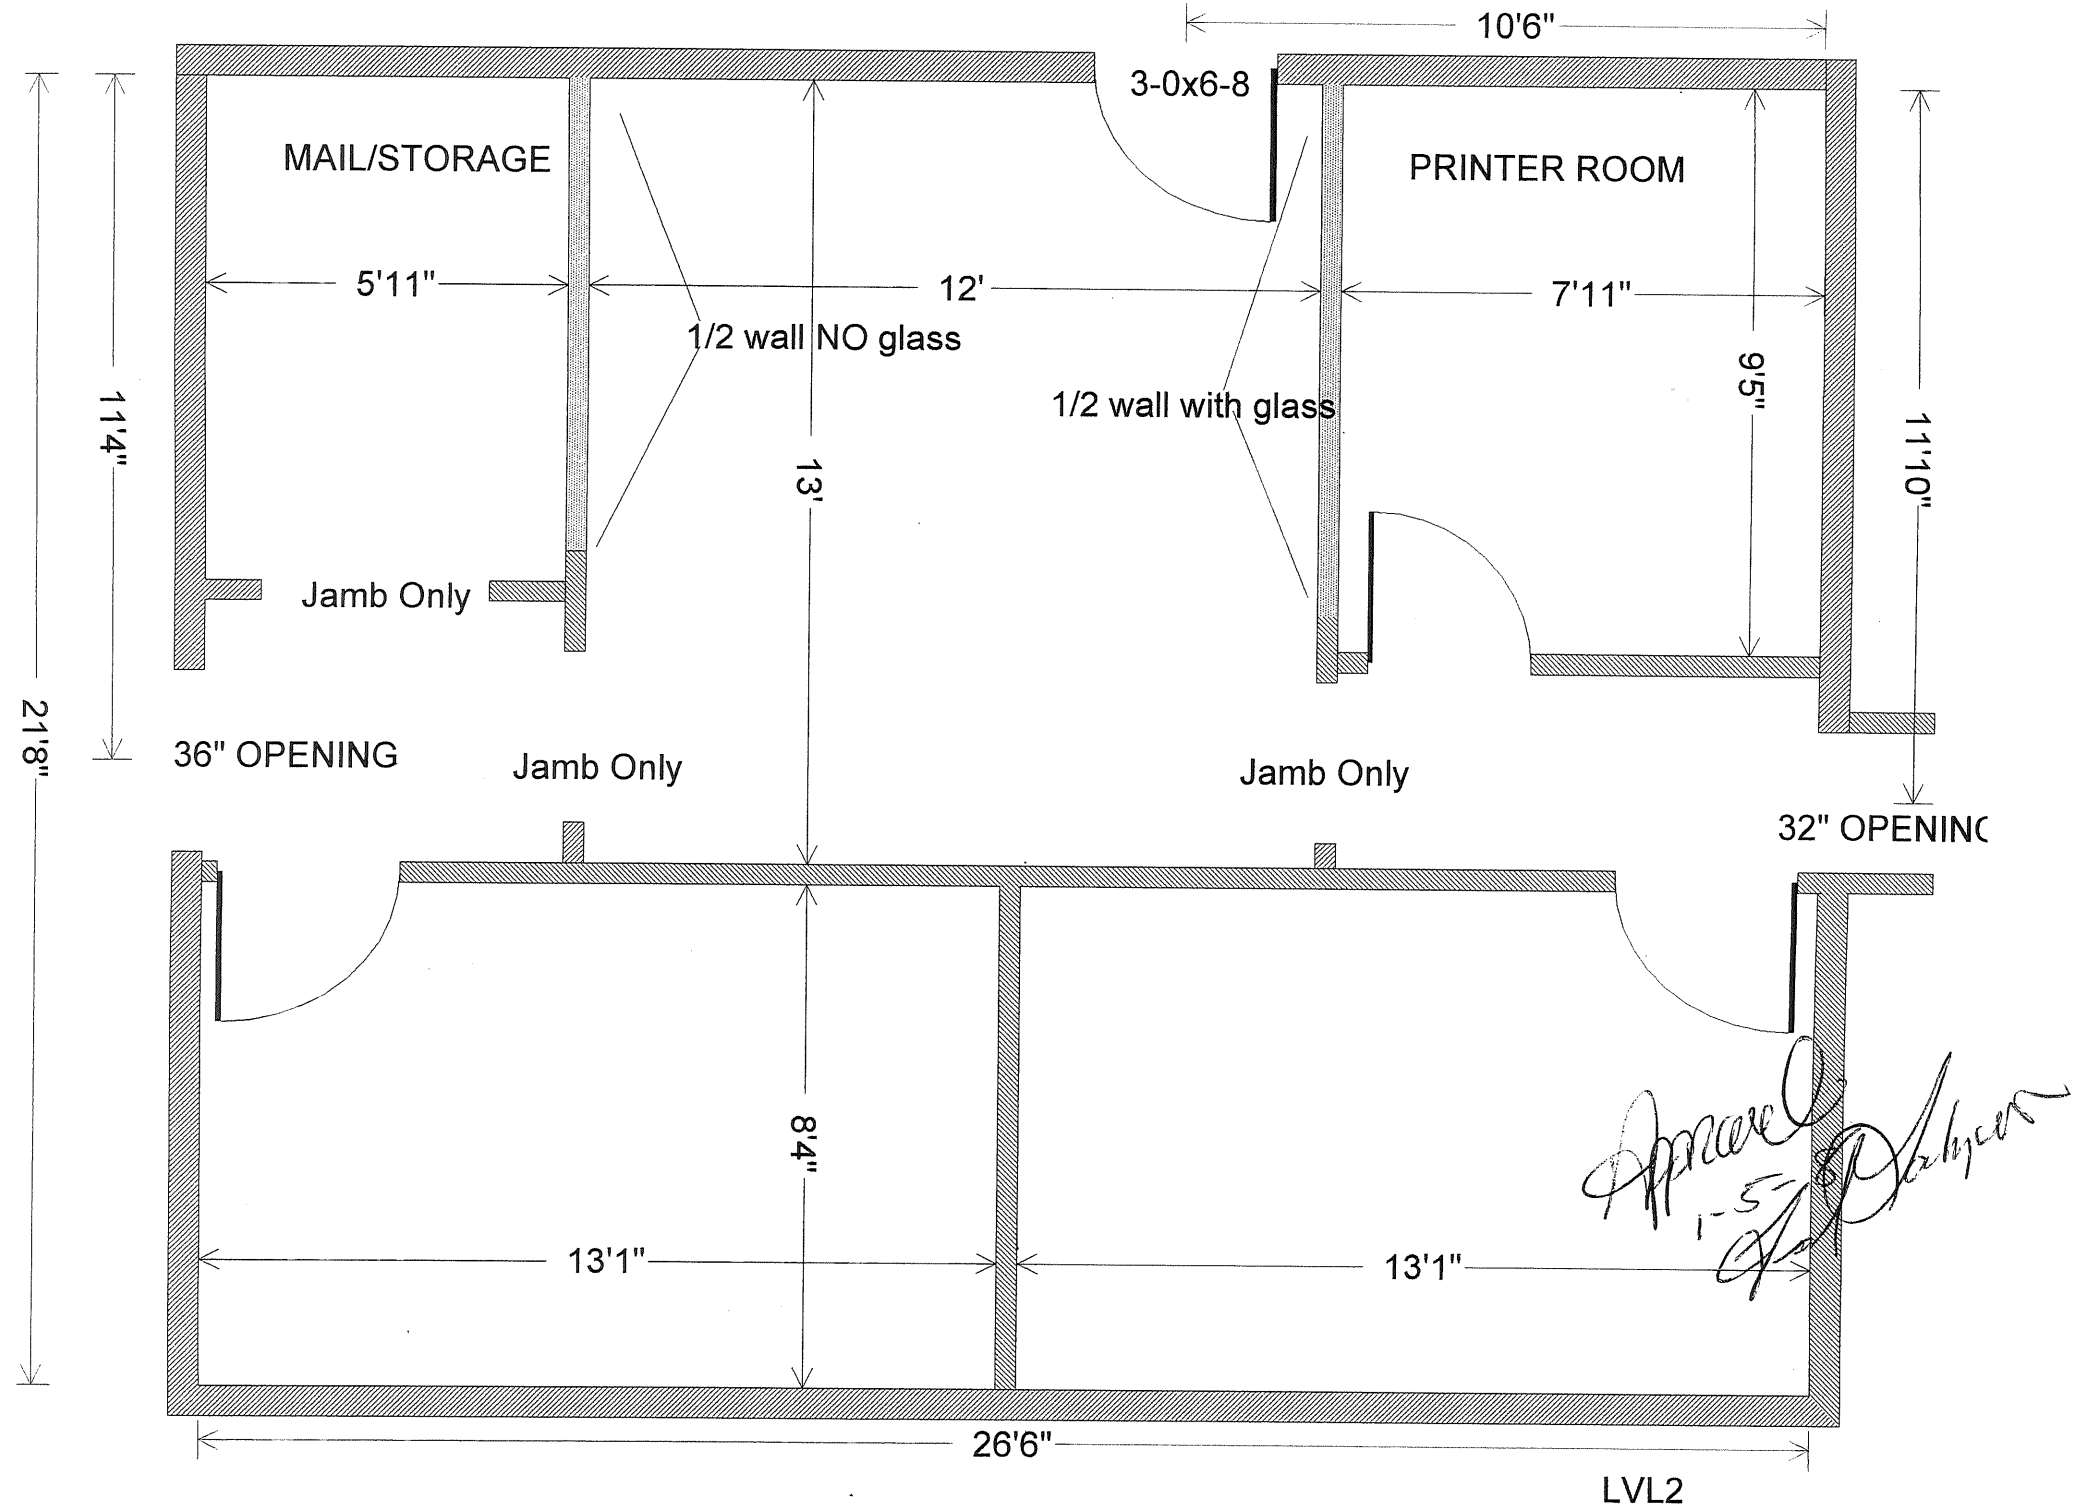 10'6"
3-0x6-8
MAIL/STORAGE
PRINTER ROOM
5'11"
12'
7'11"
1/2 wall NO glass
9'5"
1/2 wall with glass
11'4"
11'10"
13'
Jamb Only
21'8"
36" OPENING
Jamb Only
Jamb Only
32" OPENING
8'4"
Approved
13'1"
13'1"
26'6"
LVL2